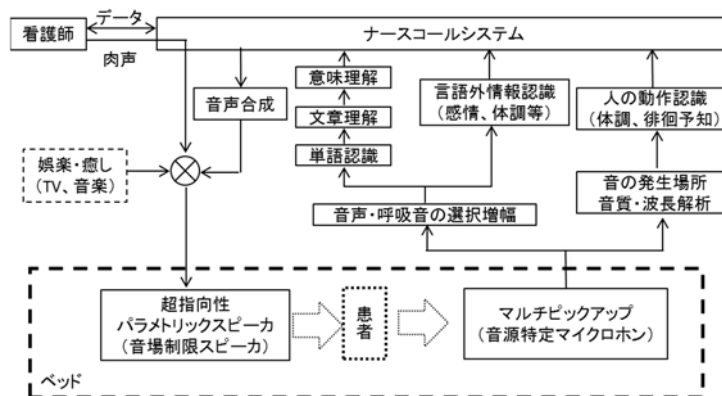 看護師
データ
ナースコールシステム
肉声
音声合成
意味理解
文章理解
単語認識
言語外情報認識
(感情、体調等)
人の動作認識
(体調、徘徊予知)
娯楽・癒し
(TV、音楽)
音声・呼吸音の選択増幅
音の発生場所
音質・波長解析
超指向性
パラメトリックスピーカ
(音場制限スピーカ)
患者
マルチピックアップ
(音源特定マイクロホン)
ベッド